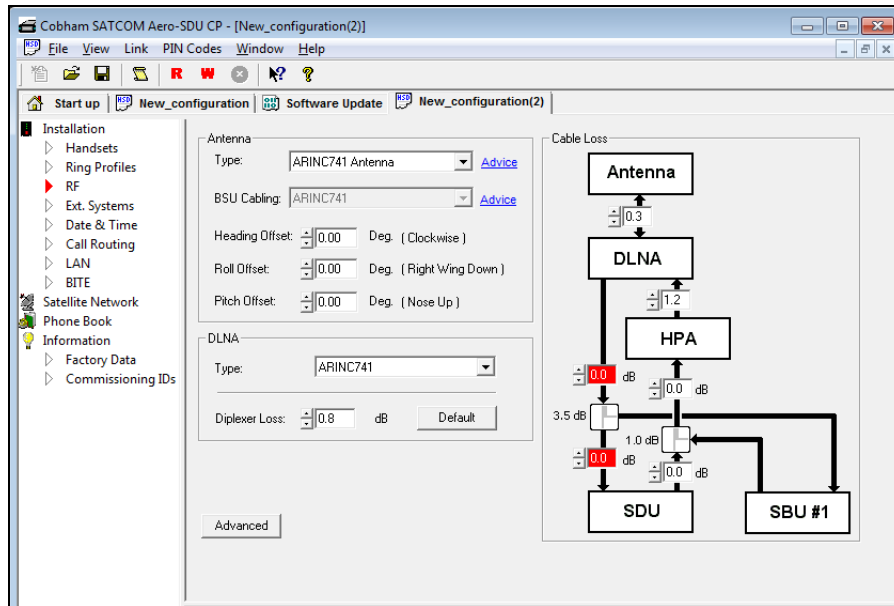 Cobham SATCOM Aero-SDU CP - [New_configuration(2)]
File View Link PIN Codes Window Help
R W
Start up New_configuration Software Update New_configuration(2)
Installation
Handsets
Ring Profiles
RF
Ext. Systems
Date & Time
Call Routing
LAN
BITE
Satellite Network
Phone Book
Information
Factory Data
Commissioning IDs
Antenna
Type: ARINC741 Antenna Advice
BSU Cabling: ARINC741 Advice
Heading Offset: 0.00 Deg. ( Clockwise )
Roll Offset: 0.00 Deg. ( Right Wing Down )
Pitch Offset: 0.00 Deg. ( Nose Up )
DLNA
Type: ARINC741
Diplexer Loss: 0.8 dB Default
Advanced
Cable Loss
Antenna
0.3
DLNA
1.2
HPA
0.0 dB 0.0 dB
3.5 dB
1.0 dB
0.0 dB 0.0 dB
SDU SBU #1